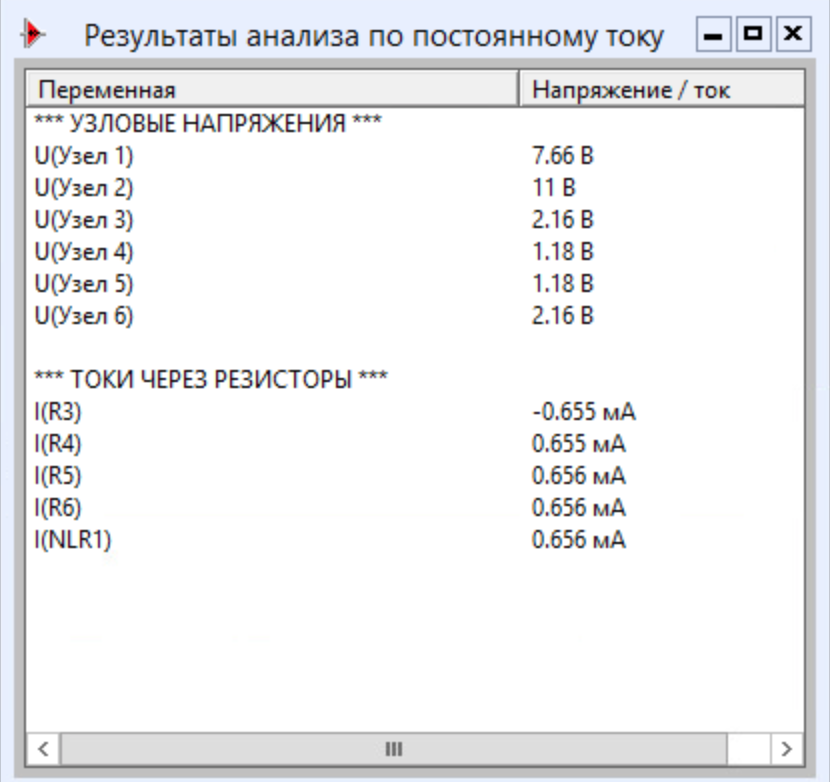 Результаты анализа по постоянному току
Переменная Напряжение / ток
*** УЗЛОВЫЕ НАПРЯЖЕНИЯ ***
U(Узел 1) 7.66 В
U(Узел 2) 11 В
U(Узел 3) 2.16 В
U(Узел 4) 1.18 В
U(Узел 5) 1.18 В
U(Узел 6) 2.16 В
*** ТОКИ ЧЕРЕЗ РЕЗИСТОРЫ ***
I(R3) -0.655 мА
I(R4) 0.655 мА
I(R5) 0.656 мА
I(R6) 0.656 мА
I(NLR1) 0.656 мА